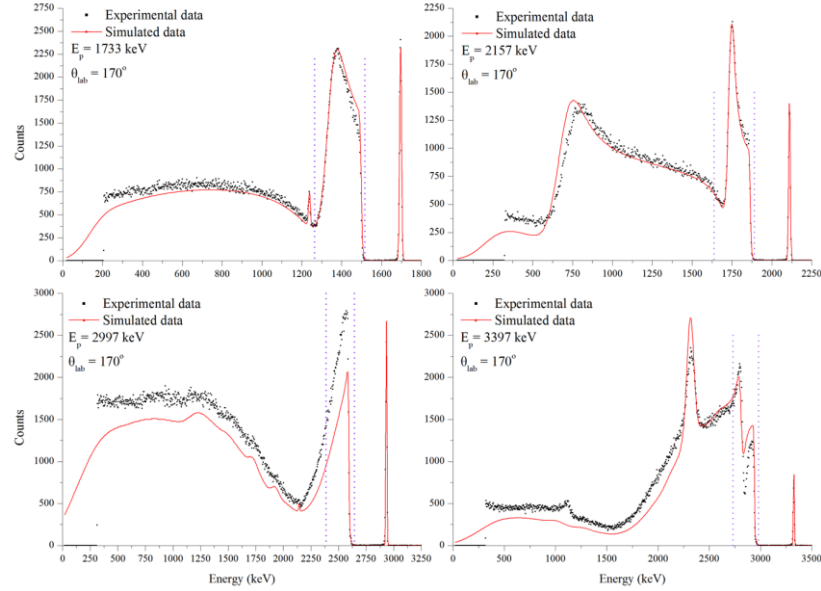 Experimental data
Simulated data
E_p= 1733 keV
θ_lab = 170°
Counts
2750
2500
2250
2000
1750
1500
1250
1000
750
500
250
0
0 200 400 600 800 1000 1200 1400 1600 1800
Experimental data
Simulated data
E_p= 2157 keV
θ_lab = 170°
2250
2000
1750
1500
1250
1000
750
500
250
0
0 250 500 750 1000 1250 1500 1750 2000 2250
Experimental data
Simulated data
E_p= 2997 keV
θ_lab = 170°
Counts
3000
2500
2000
1500
1000
500
0
0 250 500 750 1000 1250 1500 1750 2000 2250 2500 2750 3000 3250
Energy (keV)
Experimental data
Simulated data
E_p= 3397 keV
θ_lab = 170°
3000
2500
2000
1500
1000
500
0
0 500 1000 1500 2000 2500 3000 3500
Energy (keV)